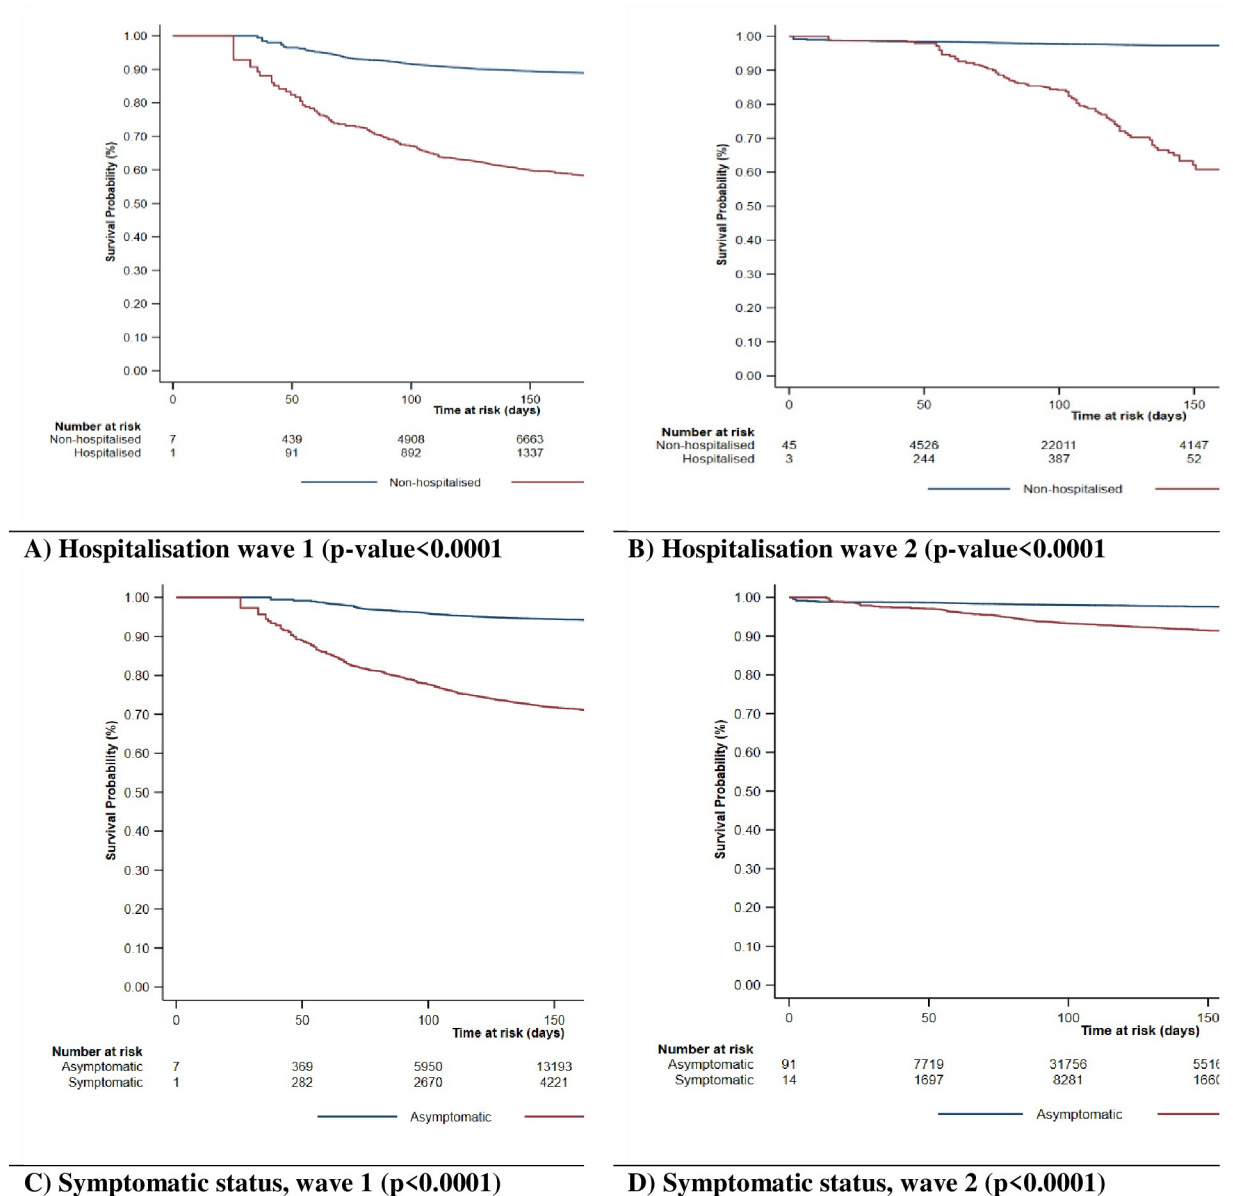 1.00
0.90
0.80
0.70
0.60
0.50
0.40
0.30
0.20
0.10
0.00
Survival Probability (%)
0 50 100 150
Time at risk (days)
Number at risk
Non-hospitalised 7 439 4908 6663
Hospitalised 1 91 892 1337
Non-hospitalised
A) Hospitalisation wave 1 (p-value<0.0001
1.00
0.90
0.80
0.70
0.60
0.50
0.40
0.30
0.20
0.10
0.00
Survival Probability (%)
0 50 100 150
Time at risk (days)
Number at risk
Non-hospitalised 45 4526 22011 4147
Hospitalised 3 244 387 52
Non-hospitalised
B) Hospitalisation wave 2 (p-value<0.0001
1.00
0.90
0.80
0.70
0.60
0.50
0.40
0.30
0.20
0.10
0.00
Survival Probability (%)
0 50 100 150
Time at risk (days)
Number at risk
Asymptomatic 7 369 5950 13193
Symptomatic 1 282 2670 4221
Asymptomatic
C) Symptomatic status, wave 1 (p<0.0001)
1.00
0.90
0.80
0.70
0.60
0.50
0.40
0.30
0.20
0.10
0.00
Survival Probability (%)
0 50 100 150
Time at risk (days)
Number at risk
Asymptomatic 91 7719 31756 5516
Symptomatic 14 1697 8281 1660
Asymptomatic
D) Symptomatic status, wave 2 (p<0.0001)